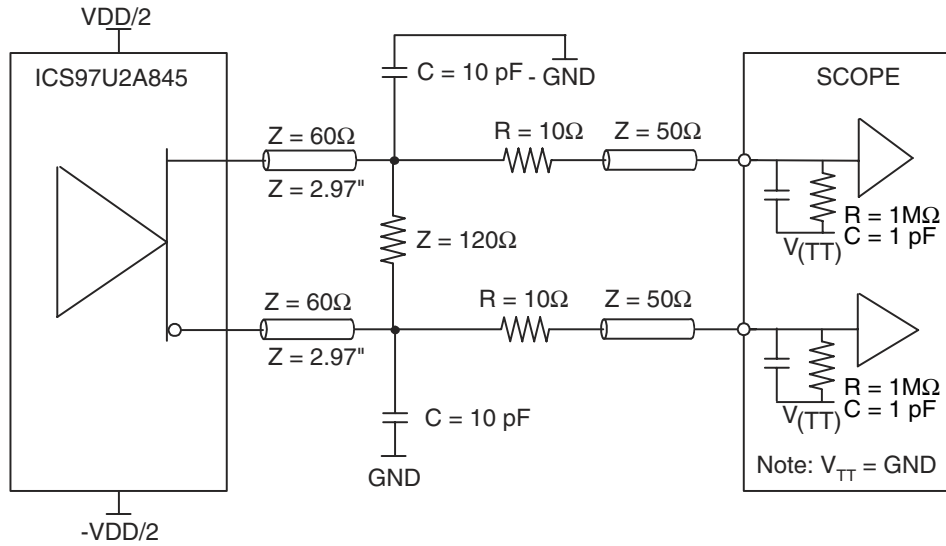 VDD/2
ICS97U2A845
SCOPE
C = 10 pF
- GND
Z = 60Ω
R = 10Ω
Z = 50Ω
Z = 2.97"
R = 1MΩ
C = 1 pF
V(TT)
Z = 120Ω
Z = 60Ω
R = 10Ω
Z = 50Ω
Z = 2.97"
R = 1MΩ
C = 1 pF
V(TT)
C = 10 pF
GND
Note: VTT = GND
-VDD/2